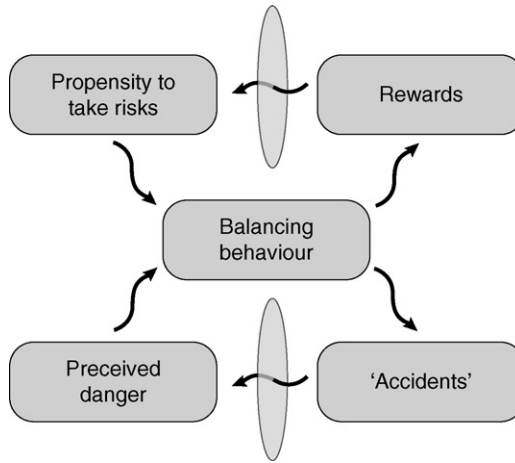 Propensity to
take risks
Rewards
Balancing
behaviour
Preceived
danger
‘Accidents’